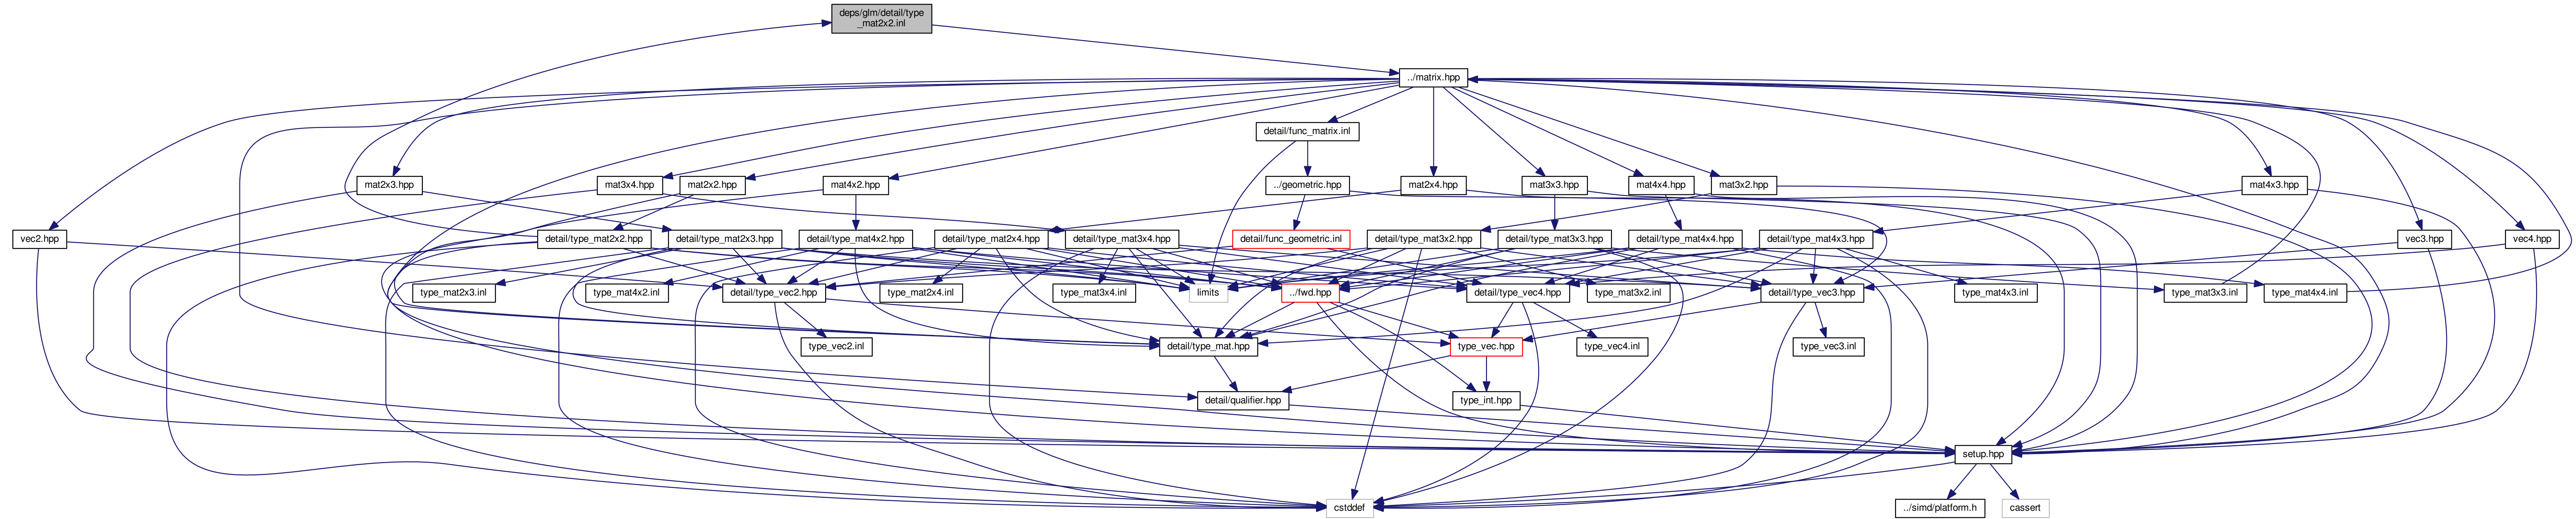 deps/glm/detail/type
_mat2x2.inl
../matrix.hpp
detail/func_matrix.inl
mat2x3.hpp
mat3x4.hpp
mat2x2.hpp
mat4x2.hpp
../geometric.hpp
mat2x4.hpp
mat3x3.hpp
mat4x4.hpp
mat3x2.hpp
mat4x3.hpp
vec2.hpp
detail/type_mat2x2.hpp
detail/type_mat2x3.hpp
detail/type_mat4x2.hpp
detail/type_mat2x4.hpp
detail/type_mat3x4.hpp
detail/func_geometric.inl
detail/type_mat3x2.hpp
detail/type_mat3x3.hpp
detail/type_mat4x4.hpp
detail/type_mat4x3.hpp
vec3.hpp
vec4.hpp
type_mat2x3.inl
type_mat4x2.inl
detail/type_vec2.hpp
type_mat2x4.inl
type_mat3x4.inl
limits
../fwd.hpp
detail/type_vec4.hpp
type_mat3x2.inl
detail/type_vec3.hpp
type_mat4x3.inl
type_mat3x3.inl
type_mat4x4.inl
type_vec2.inl
detail/type_mat.hpp
type_vec.hpp
type_vec4.inl
type_vec3.inl
detail/qualifier.hpp
type_int.hpp
setup.hpp
cstddef
../simd/platform.h
cassert